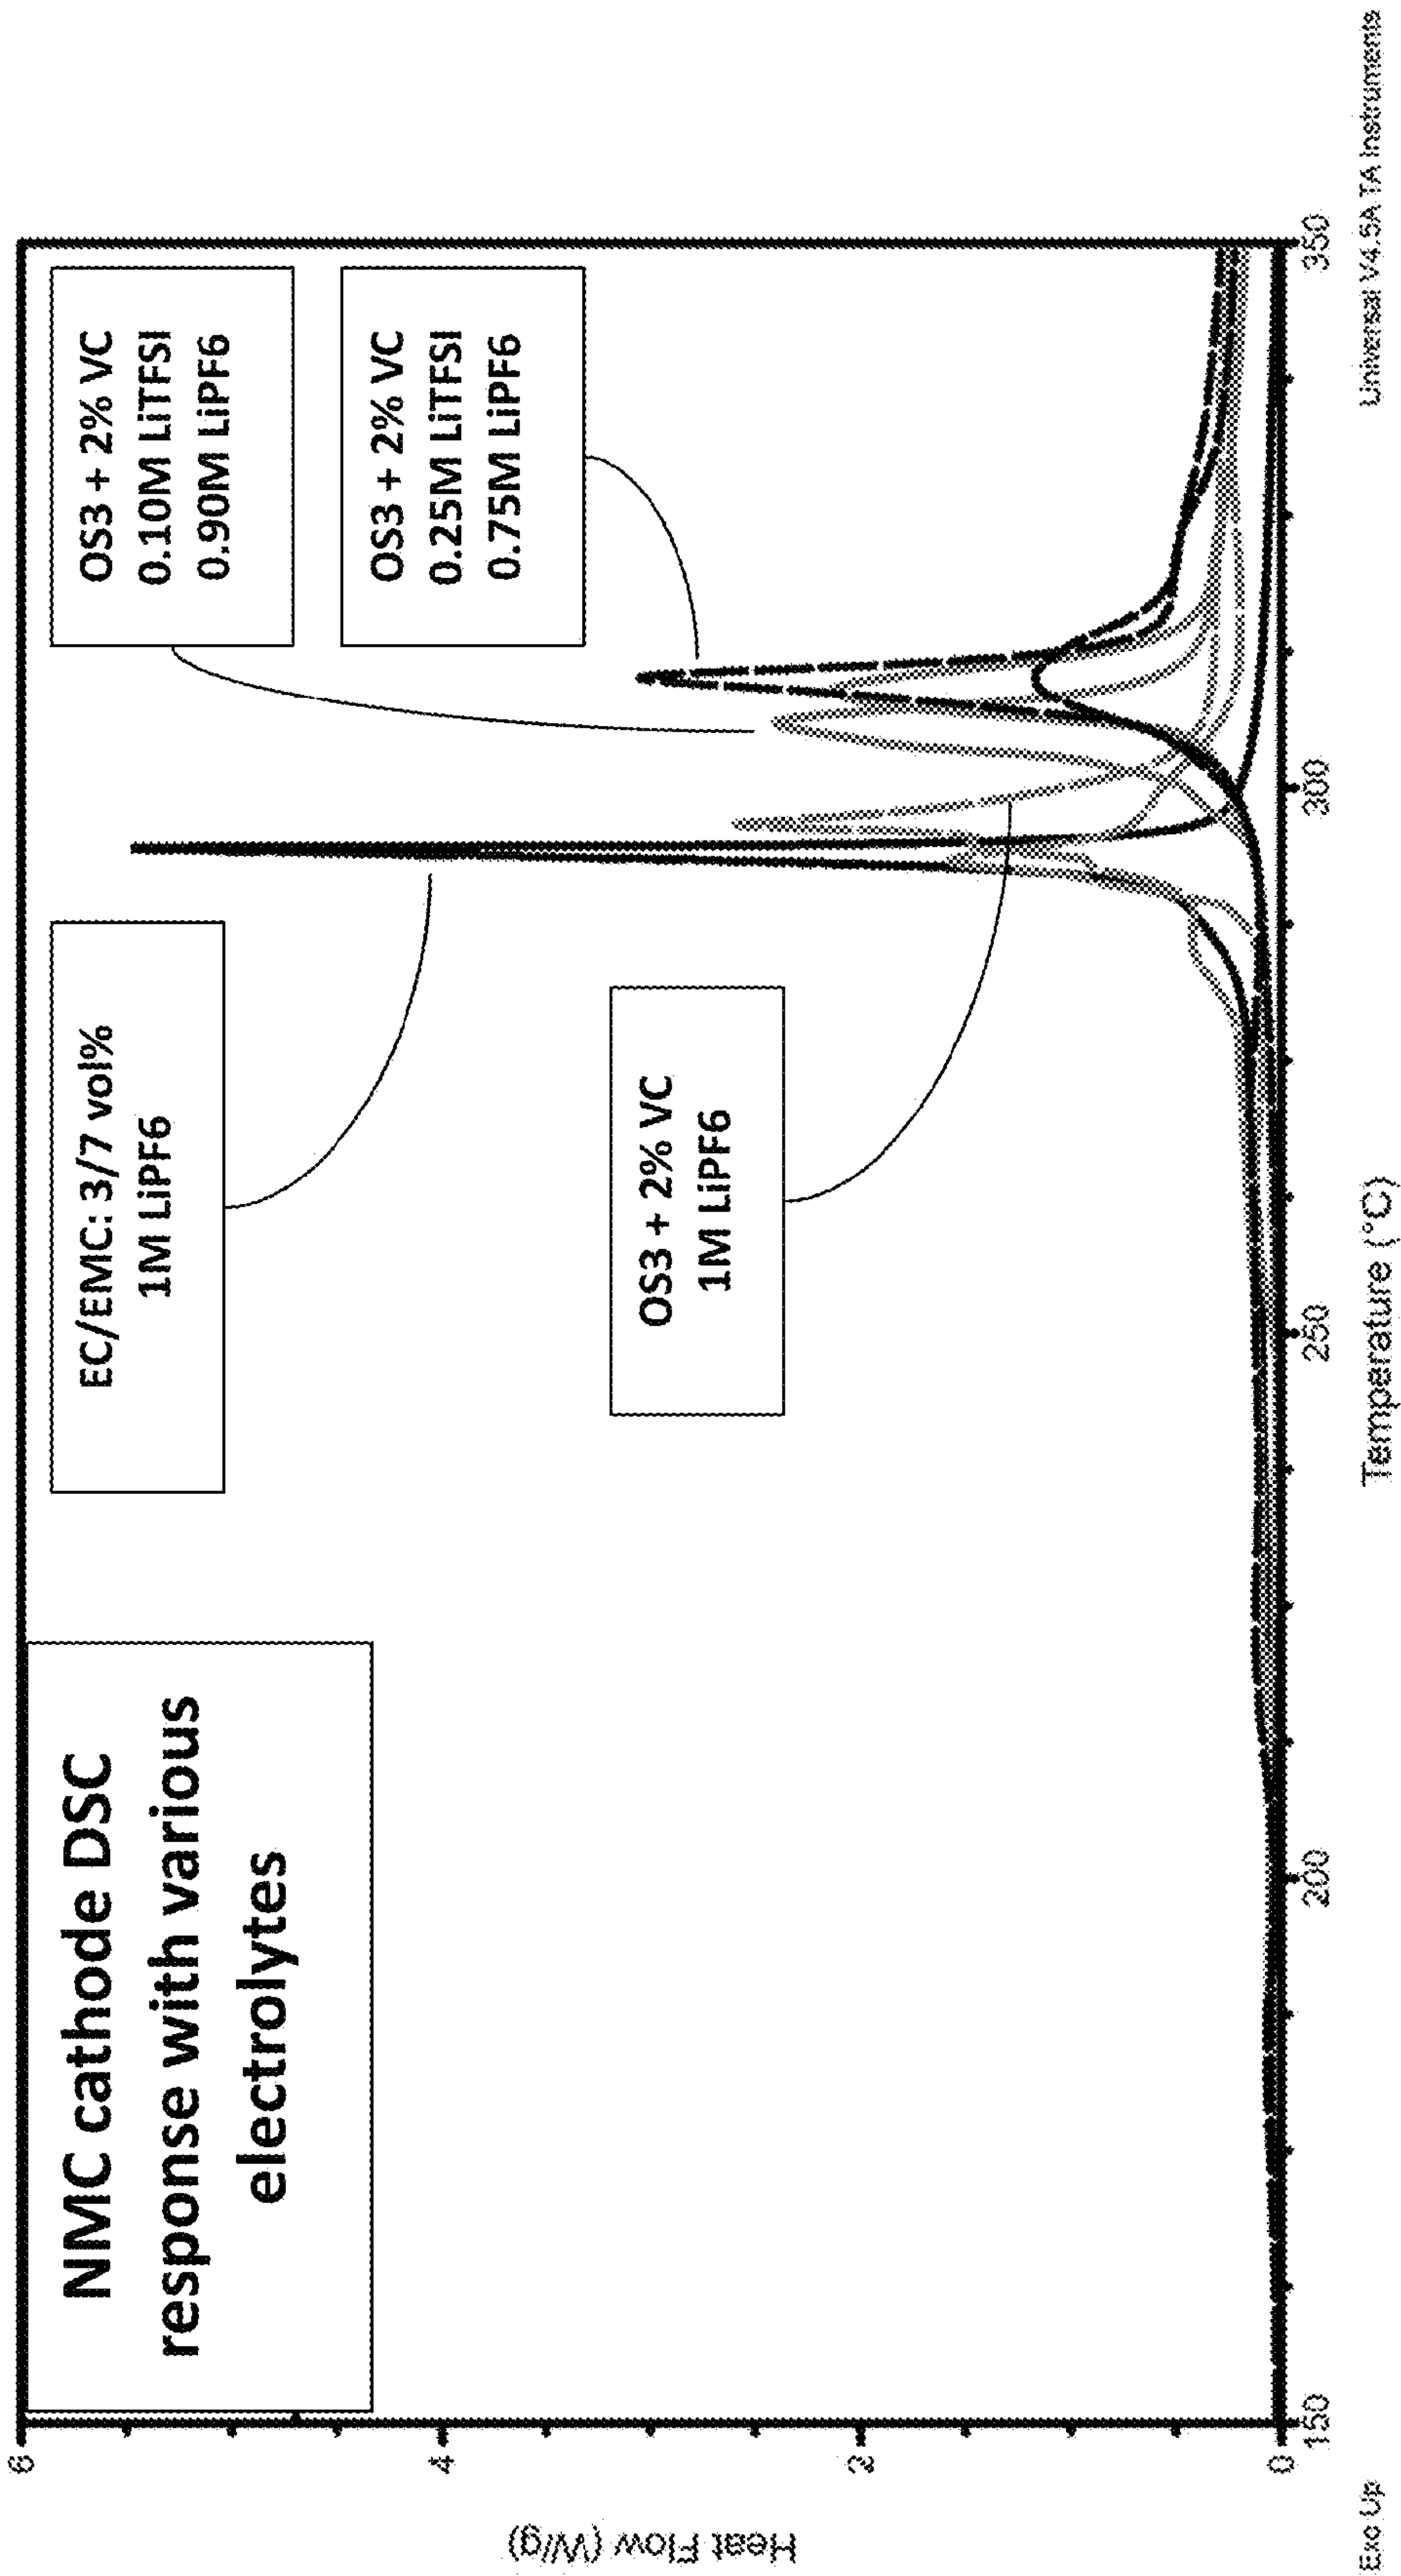 NMC cathode DSC
response with various
electrolytes
EC/EMC: 3/7 vol%
1M LiPF6
OS3 + 2% VC
0.10M LiTFSI
0.90M LiPF6
OS3 + 2% VC
0.25M LiTFSI
0.75M LiPF6
OS3 + 2% VC
1M LiPF6
Heat Flow (W/g)
6
4
2
0
150
200
250
300
350
Exo Up
Temperature (°C)
Universal V4.5A TA Instruments